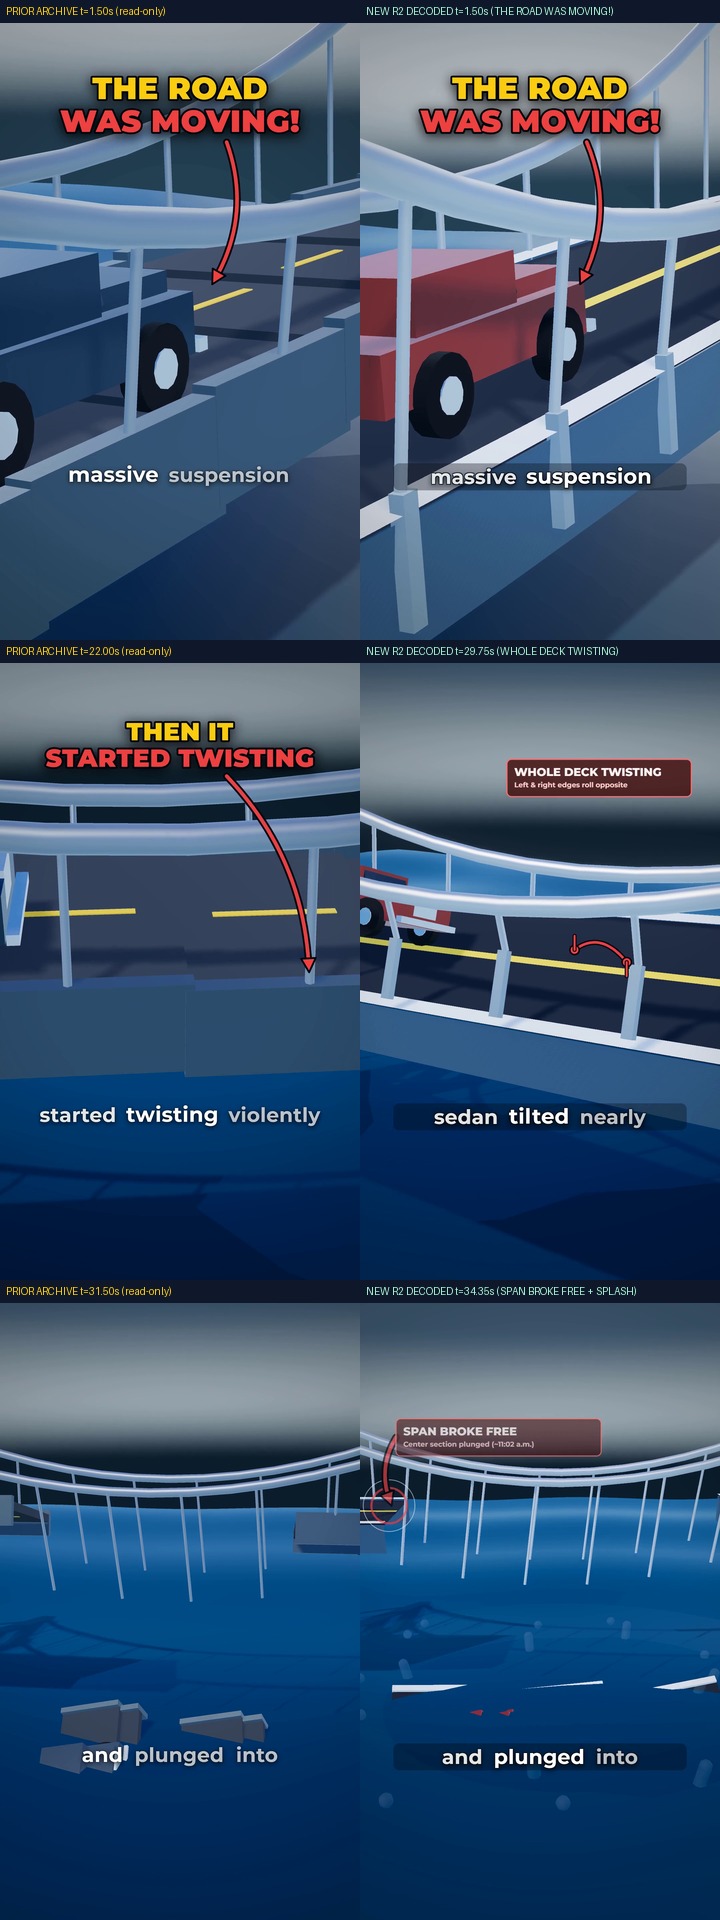 PRIOR ARCHIVE t=1.50s (read-only)
NEW R2 DECODED t=1.50s (THE ROAD WAS MOVING!)
THE ROAD
WAS MOVING!
THE ROAD
WAS MOVING!
massive suspension
massive suspension
PRIOR ARCHIVE t=22.00s (read-only)
NEW R2 DECODED t=29.75s (WHOLE DECK TWISTING)
THEN IT
STARTED TWISTING
WHOLE DECK TWISTING
Left & right edges roll opposite
started twisting violently
sedan tilted nearly
PRIOR ARCHIVE t=31.50s (read-only)
NEW R2 DECODED t=34.35s (SPAN BROKE FREE + SPLASH)
SPAN BROKE FREE
Center section plunged (~11:02 a.m.)
and plunged into
and plunged into